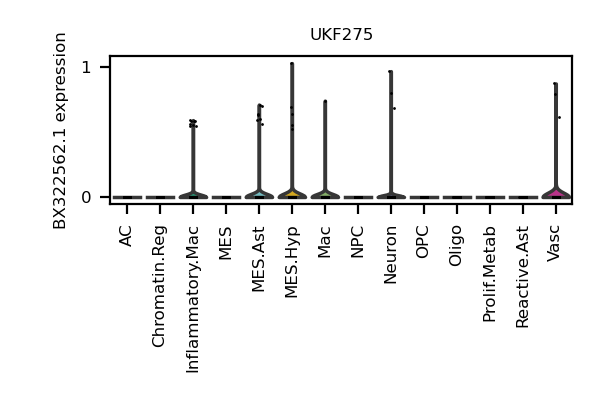 UKF275
BX322562.1 expression
1
0
AC
Chromatin.Reg
Inflammatory.Mac
MES
MES.Ast
MES.Hyp
Mac
NPC
Neuron
OPC
Oligo
Prolif.Metab
Reactive.Ast
Vasc